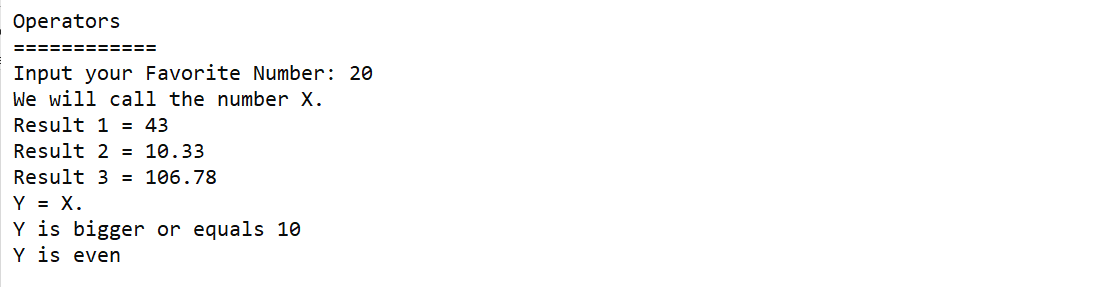 Operators
============
Input your Favorite Number: 20
We will call the number X.
Result 1 = 43
Result 2 = 10.33
Result 3 = 106.78
Y = X.
Y is bigger or equals 10
Y is even